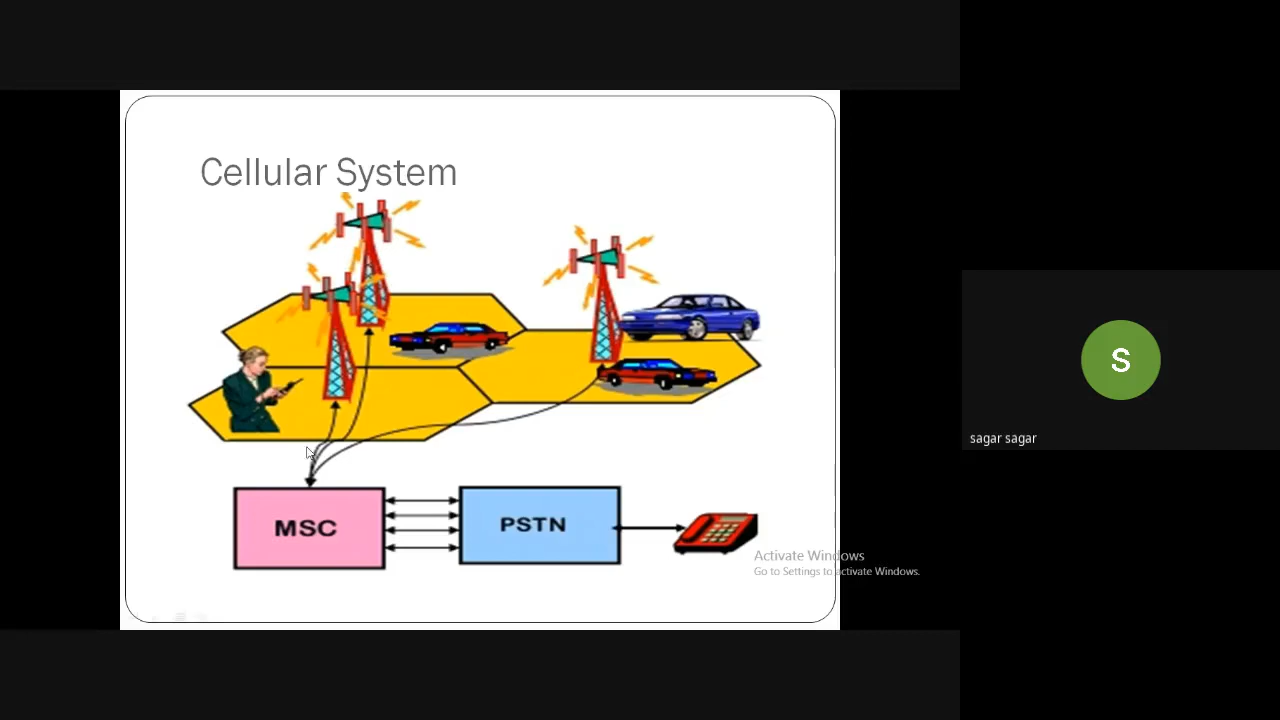 Cellular System
MSC
PSTN
S
sagar sagar
Activate Windows
Go to Settings to activate Windows.